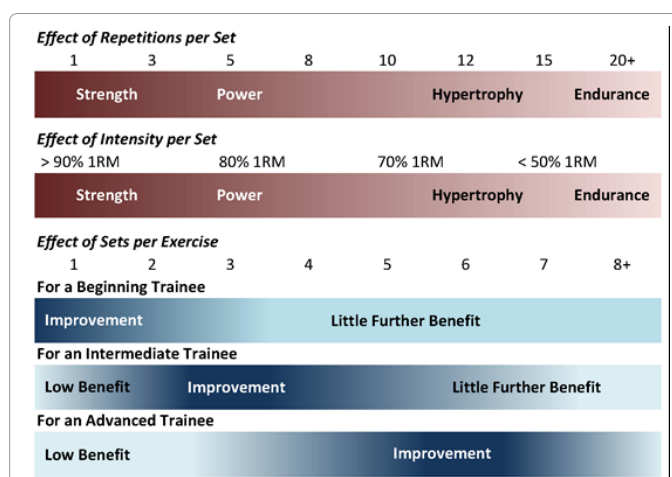 Effect of Repetitions per Set
1 3 5 8 10 12 15 20+
Strength Power Hypertrophy Endurance
Effect of Intensity per Set
> 90% 1RM 80% 1RM 70% 1RM < 50% 1RM
Strength Power Hypertrophy Endurance
Effect of Sets per Exercise
1 2 3 4 5 6 7 8+
For a Beginning Trainee
Improvement Little Further Benefit
For an Intermediate Trainee
Low Benefit Improvement Little Further Benefit
For an Advanced Trainee
Low Benefit Improvement